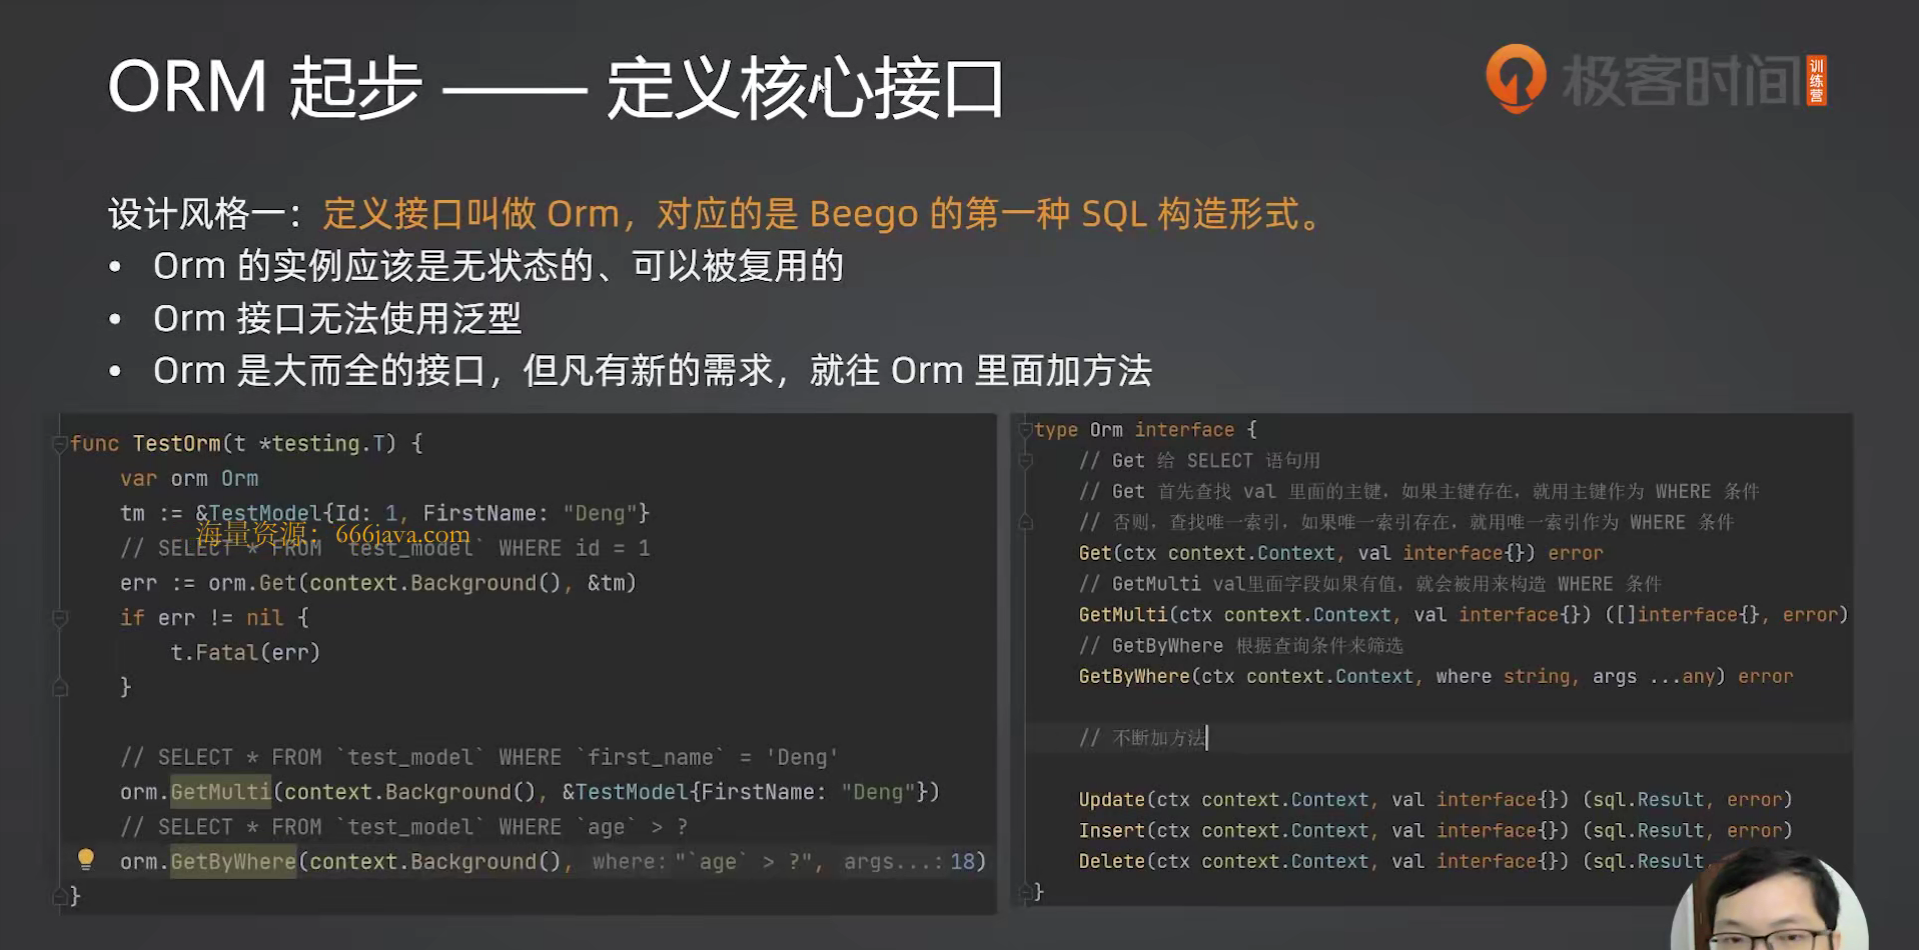 ORM 起步 —— 定义核心接口
极客时间
训练营
设计风格一：定义接口叫做 Orm，对应的是 Beego 的第一种 SQL 构造形式。
• Orm 的实例应该是无状态的、可以被复用的
• Orm 接口无法使用泛型
• Orm 是大而全的接口，但凡有新的需求，就往 Orm 里面加方法
func TestOrm(t *testing.T) {
var orm Orm
tm := &TestModel{Id: 1, FirstName: "Deng"}
海量资源：666java.com
// SELECT * FROM `test_model` WHERE id = 1
err := orm.Get(context.Background(), &tm)
if err != nil {
t.Fatal(err)
}
// SELECT * FROM `test_model` WHERE `first_name` = 'Deng'
orm.GetMulti(context.Background(), &TestModel{FirstName: "Deng"})
// SELECT * FROM `test_model` WHERE `age` > ?
orm.GetByWhere(context.Background(), where: "`age` > ?", args...: 18)
}
type Orm interface {
// Get 给 SELECT 语句用
// Get 首先查找 val 里面的主键，如果主键存在，就用主键作为 WHERE 条件
// 否则，查找唯一索引，如果唯一索引存在，就用唯一索引作为 WHERE 条件
Get(ctx context.Context, val interface{}) error
// GetMulti val里面字段如果有值，就会被用来构造 WHERE 条件
GetMulti(ctx context.Context, val interface{}) ([]interface{}, error)
// GetByWhere 根据查询条件来筛选
GetByWhere(ctx context.Context, where string, args ...any) error
// 不断加方法
Update(ctx context.Context, val interface{}) (sql.Result, error)
Insert(ctx context.Context, val interface{}) (sql.Result, error)
Delete(ctx context.Context, val interface{}) (sql.Result,
}